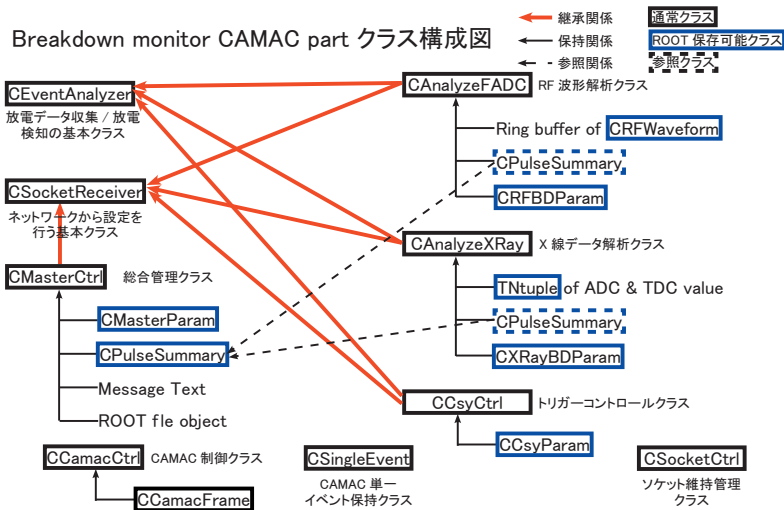 Breakdown monitor CAMAC part クラス構成図
継承関係
保持関係
参照関係
通常クラス
ROOT 保存可能クラス
参照クラス
CEventAnalyzer
放電データ収集 / 放電
検知の基本クラス
CSocketReceiver
ネットワークから設定を
行う基本クラス
CMasterCtrl 総合管理クラス
CMasterParam
CPulseSummary
Message Text
ROOT fle object
CAnalyzeFADC
RF 波形解析クラス
Ring buffer of CRFWaveform
CPulseSummary
CRFBDParam
CAnalyzeXRay X 線データ解析クラス
TNtuple of ADC & TDC value
CPulseSummary
CXRayBDParam
CCsyCtrl トリガーコントロールクラス
CCsyParam
CCamacCtrl CAMAC 制御クラス
CCamacFrame
CSingleEvent
CAMAC 単一
イベント保持クラス
CSocketCtrl
ソケット維持管理
クラス